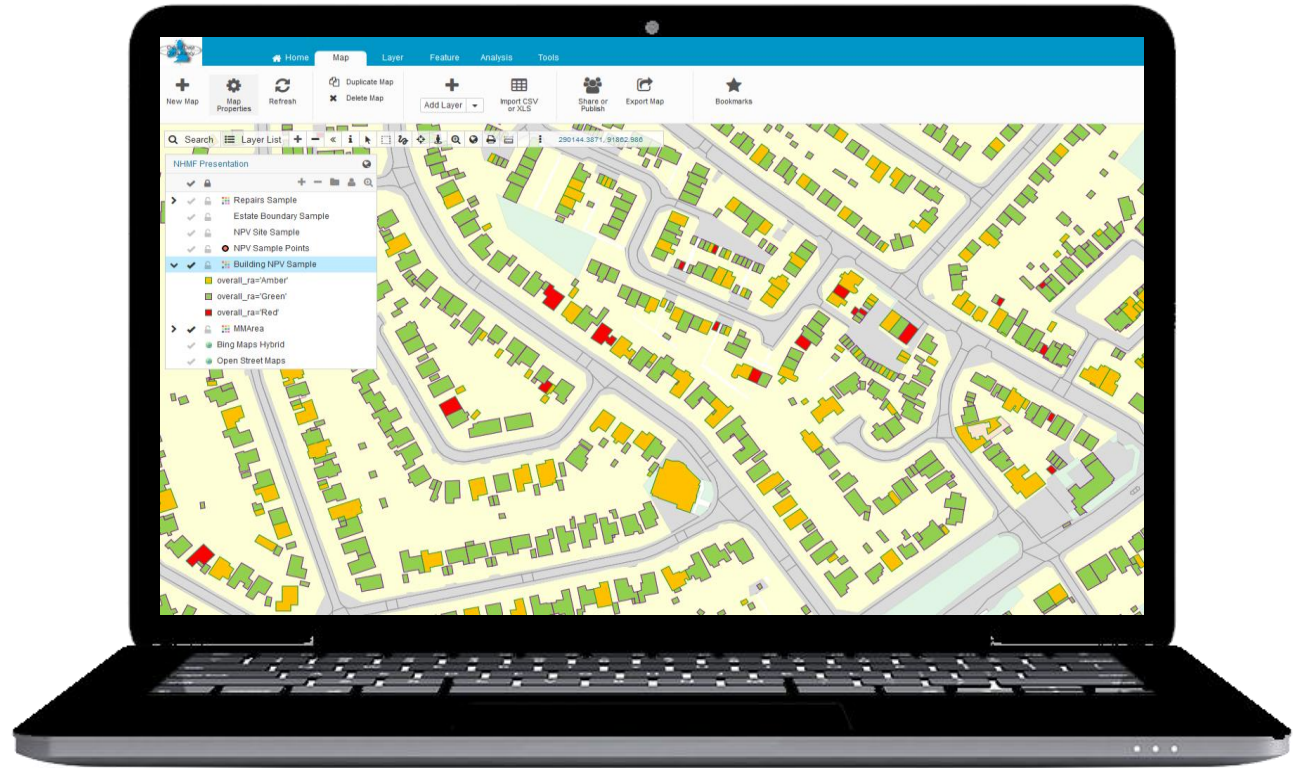 Home Map Layer Feature Analysis Tools
New Map
Map Properties
Refresh
Duplicate Map
Delete Map
Add Layer
Import CSV or XLS
Share or Publish
Export Map
Bookmarks
Search Layer List 290144.3871, 91862.986
NHMF Presentation
Repairs Sample
Estate Boundary Sample
NPV Site Sample
NPV Sample Points
Building NPV Sample
overall_ra='Amber'
overall_ra='Green'
overall_ra='Red'
MMArea
Bing Maps Hybrid
Open Street Maps